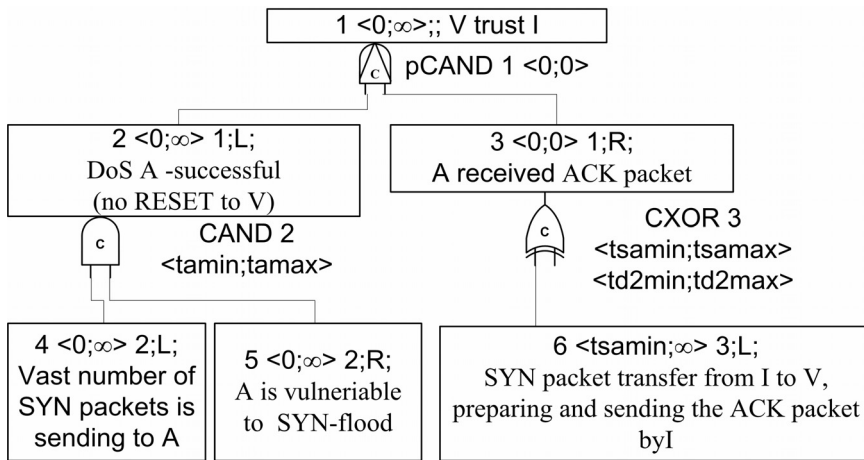 1 <0;∞>;; V trust I
C
pCAND 1 <0;0>
2 <0;∞> 1;L;
DoS A -successful
(no RESET to V)
3 <0;0> 1;R;
A received ACK packet
C
CAND 2
<tamin;tamax>
C
CXOR 3
<tsamin;tsamax>
<td2min;td2max>
4 <0;∞> 2;L;
Vast number of
SYN packets is
sending to A
5 <0;∞> 2;R;
A is vulneriable
to SYN-flood
6 <tsamin;∞> 3;L;
SYN packet transfer from I to V,
preparing and sending the ACK packet
byI